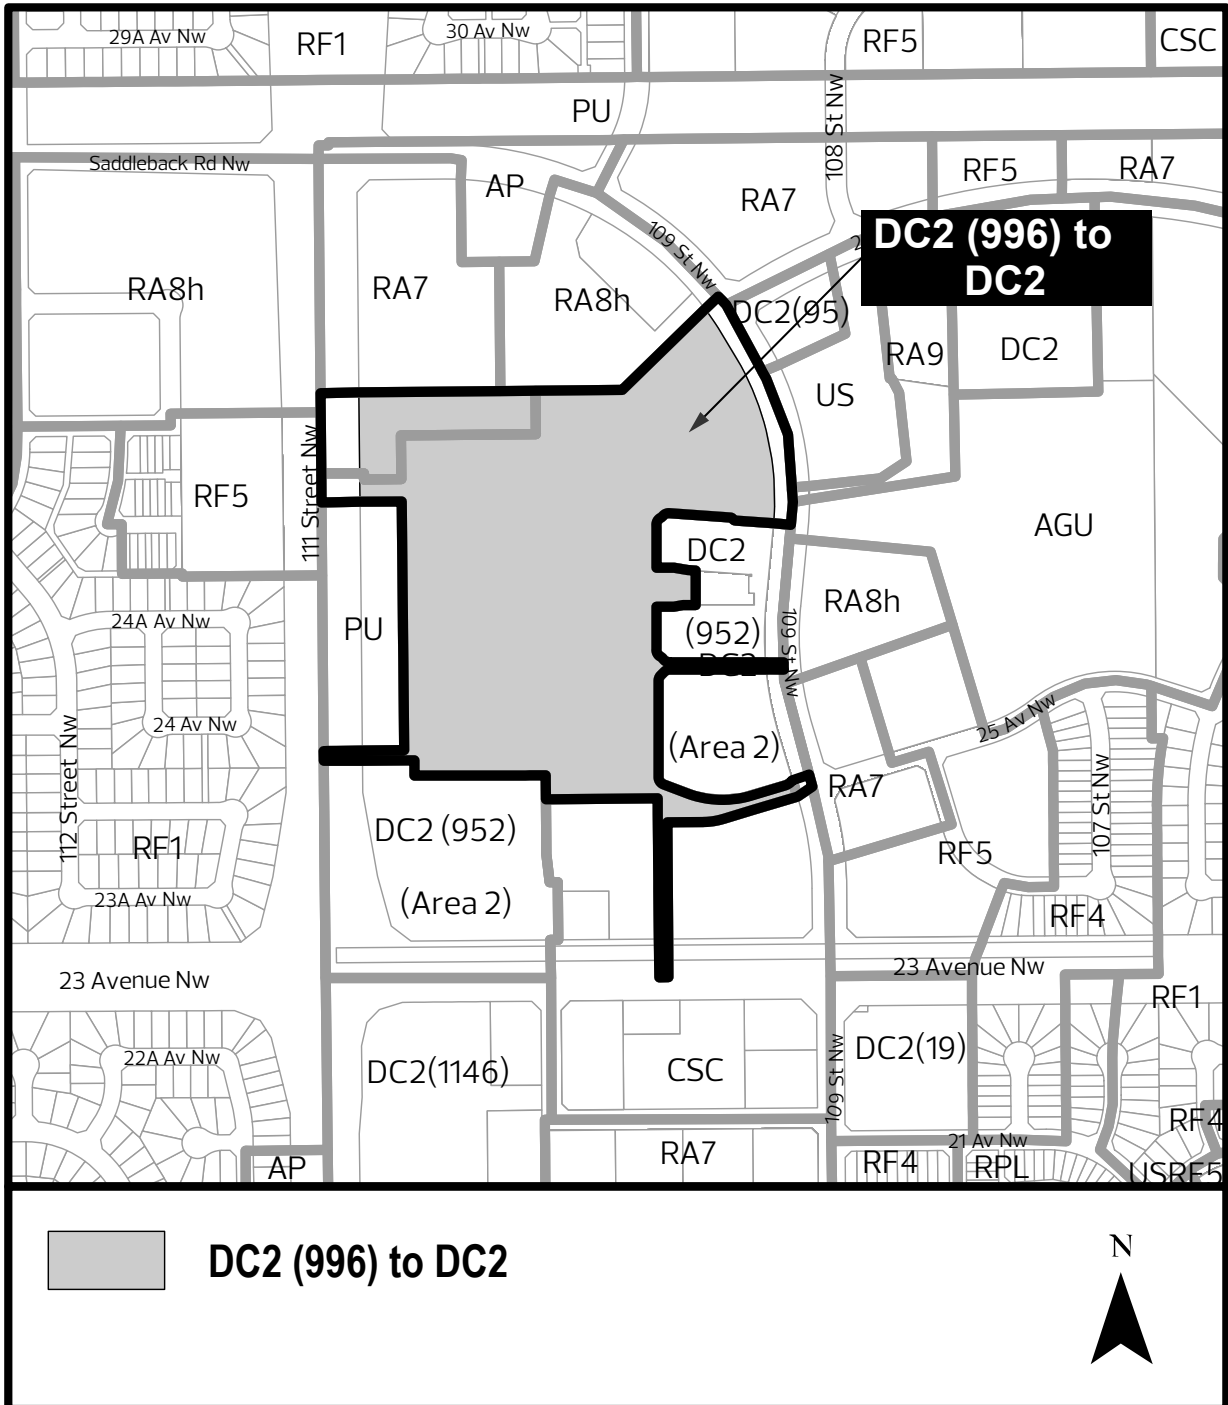 29A Av Nw
RF1
30 Av Nw
RF5
CSC
PU
108 St Nw
Saddleback Rd Nw
AP
RA7
RF5
RA7
109 St Nw
DC2 (996) to
DC2
RA8h
RA7
RA8h
DC2(95)
RA9
DC2
US
111 Street Nw
RF5
AGU
DC2
(952)
DC2
RA8h
24A Av Nw
PU
109 St Nw
24 Av Nw
112 Street Nw
(Area 2)
25 Av Nw
RA7
107 St Nw
RF1
DC2 (952)
(Area 2)
RF5
23A Av Nw
RF4
23 Avenue Nw
23 Avenue Nw
RF1
22A Av Nw
DC2(1146)
CSC
109 St Nw
DC2(19)
RF4
21 Av Nw
AP
RA7
RF4
RPL
USRF5
DC2 (996) to DC2
N